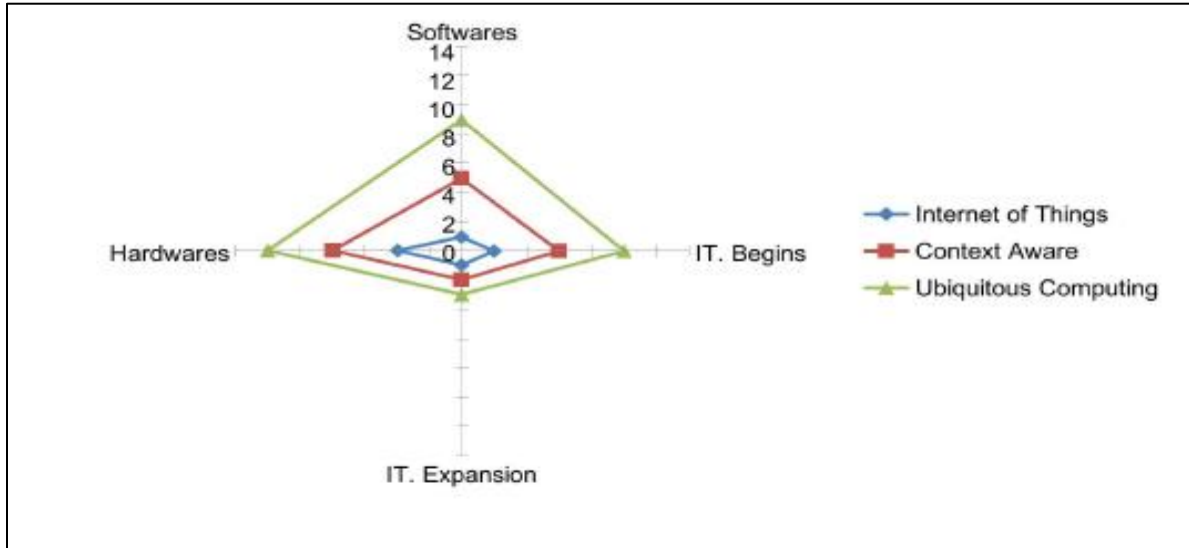 Softwares
14
12
10
8
6
4
2
0
Hardwares
IT. Begins
IT. Expansion
Internet of Things
Context Aware
Ubiquitous Computing